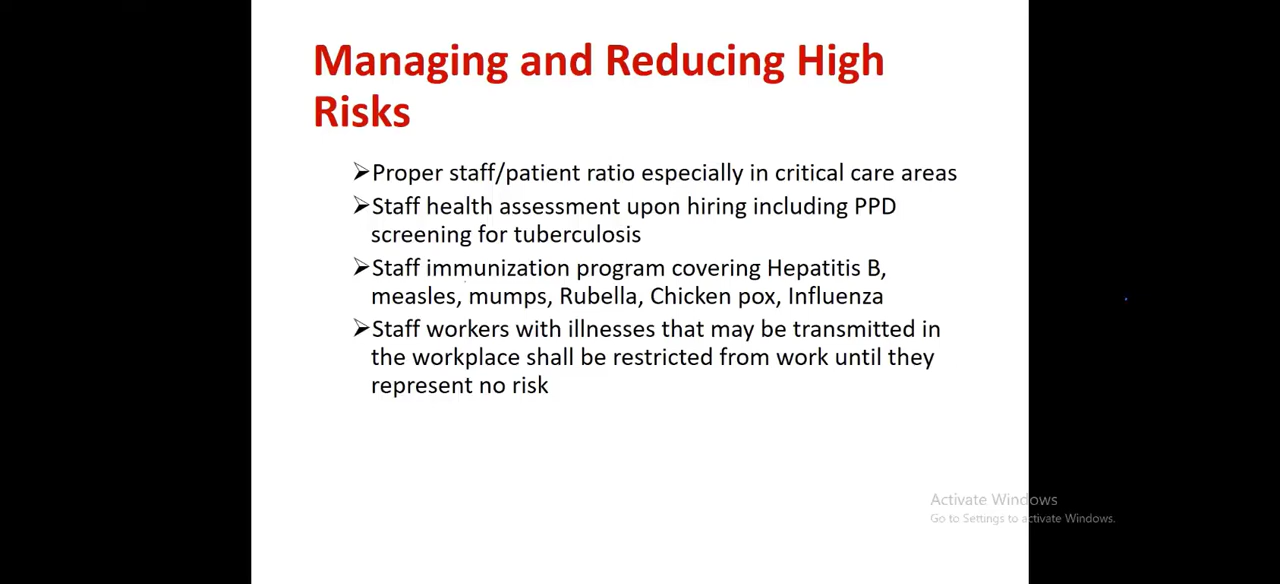 Managing and Reducing High
Risks
➢Proper staff/patient ratio especially in critical care areas
➢Staff health assessment upon hiring including PPD
screening for tuberculosis
➢Staff immunization program covering Hepatitis B,
measles, mumps, Rubella, Chicken pox, Influenza
➢Staff workers with illnesses that may be transmitted in
the workplace shall be restricted from work until they
represent no risk
Activate Windows
Go to Settings to activate Windows.